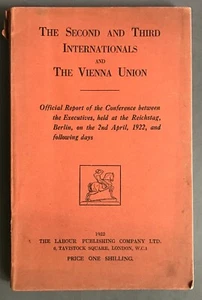 THE SECOND AND THIRD
INTERNATIONALS
AND
THE VIENNA UNION
Official Report of the Conference between
the Executives, held at the Reichstag,
Berlin, on the 2nd April, 1922, and
following days
1922
THE LABOUR PUBLISHING COMPANY LTD.
6, TAVISTOCK SQUARE, LONDON, W.C.1
PRICE ONE SHILLING.